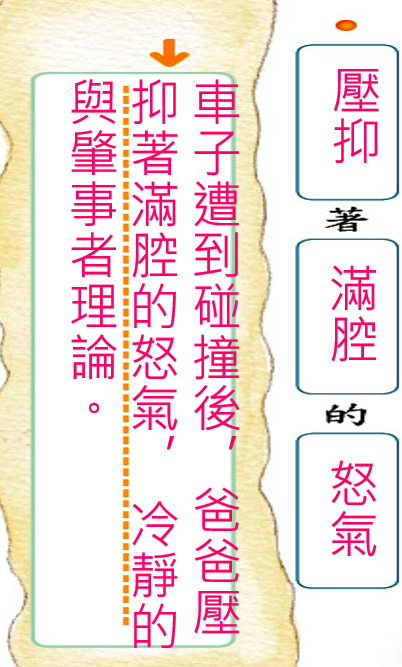 壓抑
著
滿腔
的
怒氣
車子遭到碰撞後，爸爸壓
抑著滿腔的怒氣，冷靜的
與肇事者理論。